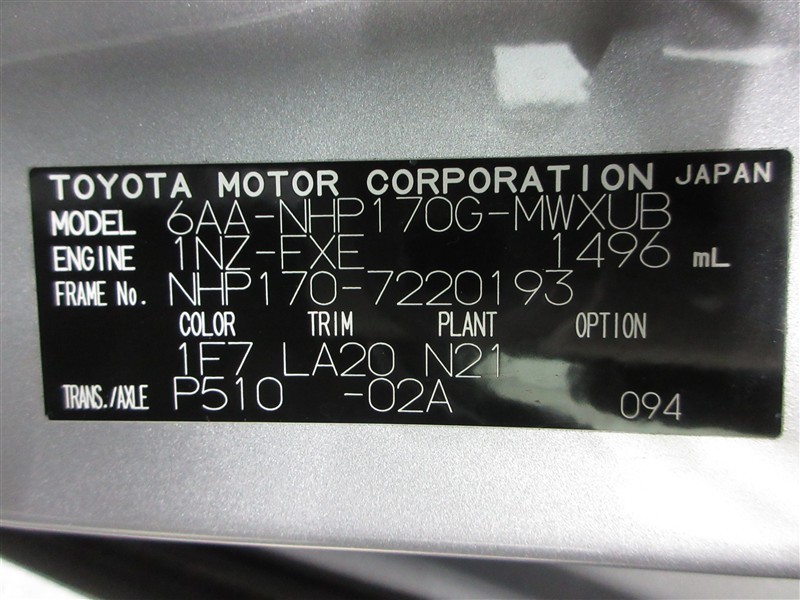 TOYOTA MOTOR CORPORATION JAPAN
MODEL 6AA-NHP170G-MWXUB
ENGINE 1NZ-FXE 1496 mL
FRAME No. NHP170-7220193
COLOR TRIM PLANT OPTION
1F7 LA20 N21
TRANS./AXLE P510 -02A 094